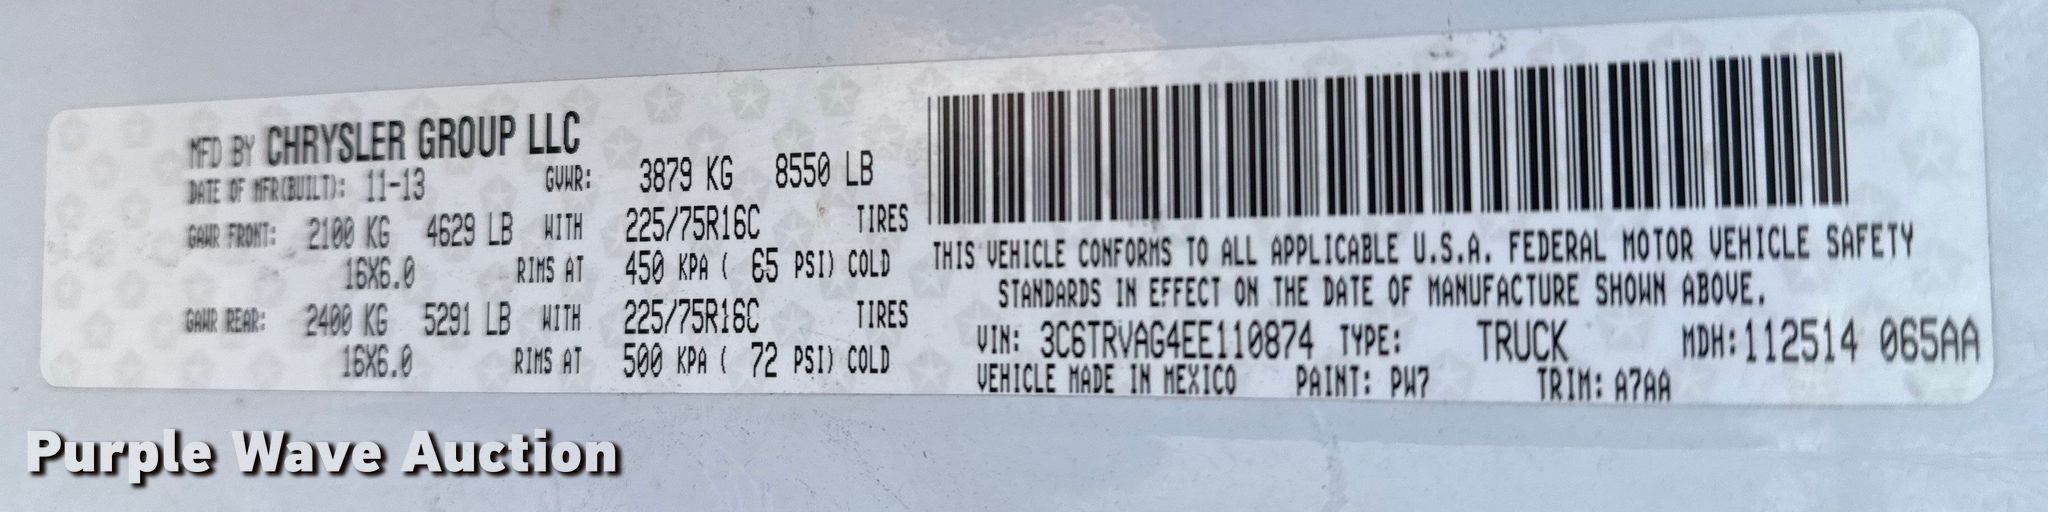 MFD BY CHRYSLER GROUP LLC
DATE OF MFR(BUILT): 11-13 GVWR: 3879 KG 8550 LB
GAWR FRONT: 2100 KG 4629 LB WITH 225/75R16C TIRES
16X6.0 RIMS AT 450 KPA ( 65 PSI) COLD
GAWR REAR: 2400 KG 5291 LB WITH 225/75R16C TIRES
16X6.0 RIMS AT 500 KPA ( 72 PSI) COLD
THIS VEHICLE CONFORMS TO ALL APPLICABLE U.S.A. FEDERAL MOTOR VEHICLE SAFETY
STANDARDS IN EFFECT ON THE DATE OF MANUFACTURE SHOWN ABOVE.
VIN: 3C6TRVAG4EE110874 TYPE: TRUCK MDH:112514 065AA
VEHICLE MADE IN MEXICO PAINT: PW7 TRIM: A7AA
Purple Wave Auction